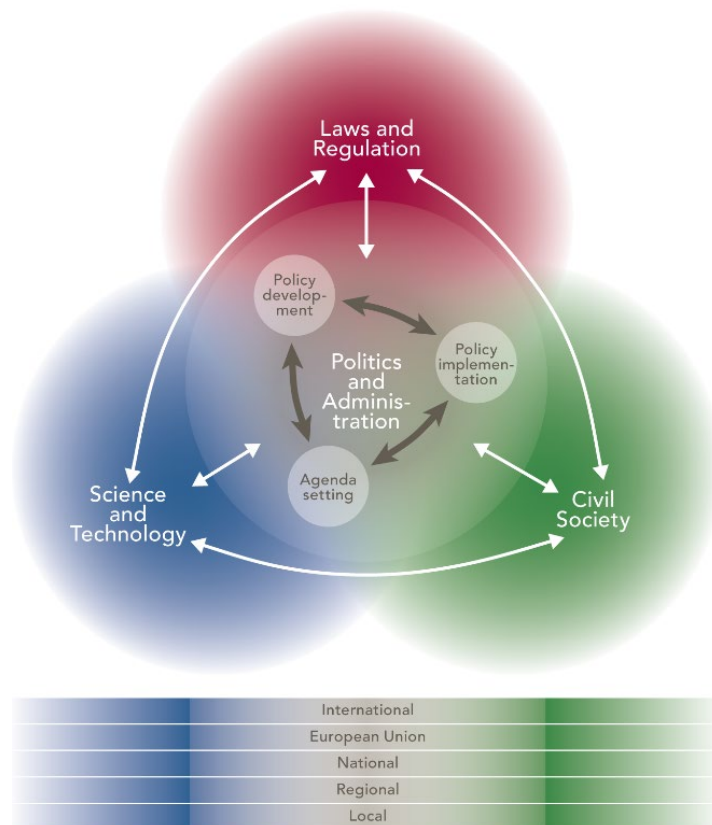 Laws and
Regulation
Policy
develop-
ment
Policy
implemen-
tation
Politics
and
Adminis-
tration
Agenda
setting
Science
and
Technology
Civil
Society
International
European Union
National
Regional
Local